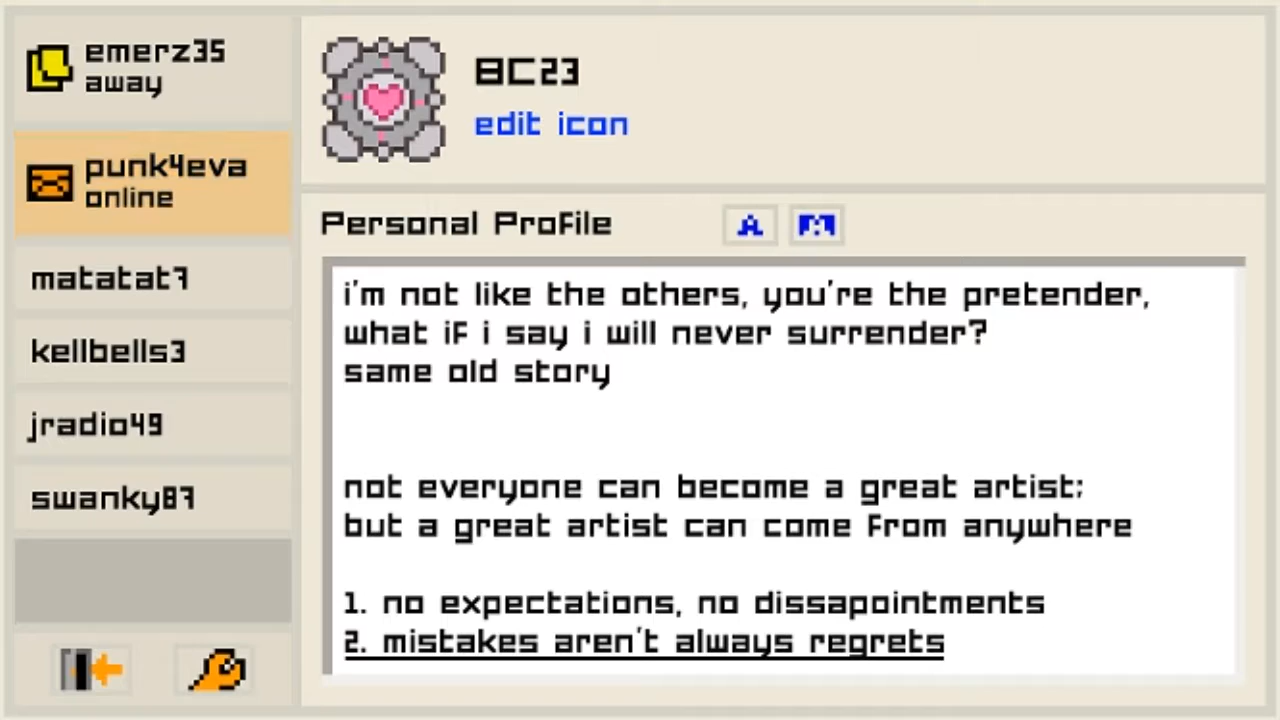 emerz35
away
punk4eva
online
matatat7
kellbells3
jradio49
swanky87
BC23
edit icon
Personal Profile
A
A
i'm not like the others, you're the pretender,
what if i say i will never surrender?
same old story
not everyone can become a great artist;
but a great artist can come from anywhere
1. no expectations, no dissapointments
2. mistakes aren't always regrets